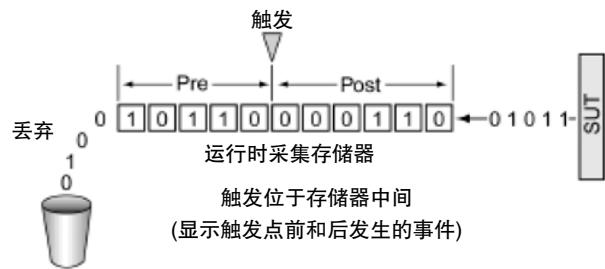 触发
Pre Post
丢弃 0 1 0 1 1 0 0 0 0 1 1 0 0 1 0 1 1 SUT
0
1
0
运行时采集存储器
触发位于存储器中间
(显示触发点前和后发生的事件)